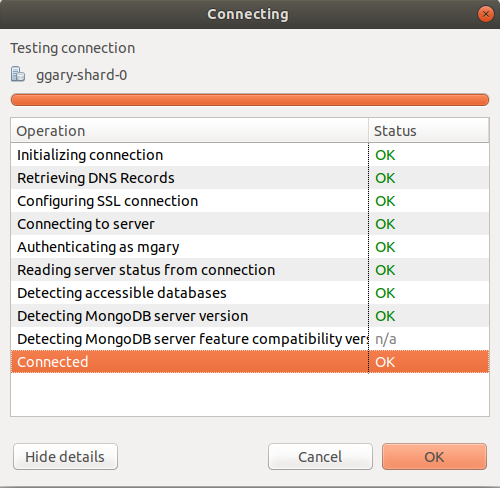 Connecting
Testing connection
ggary-shard-0
Operation Status
Initializing connection OK
Retrieving DNS Records OK
Configuring SSL connection OK
Connecting to server OK
Authenticating as mgary OK
Reading server status from connection OK
Detecting accessible databases OK
Detecting MongoDB server version OK
Detecting MongoDB server feature compatibility vers n/a
Connected OK
Hide details Cancel OK